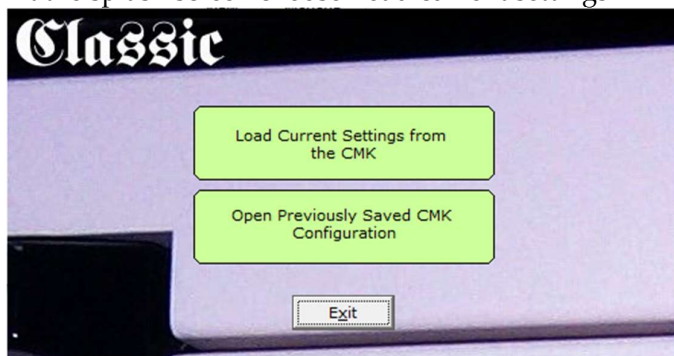 Classic
Load Current Settings from
the CMK
Open Previously Saved CMK
Configuration
Exit